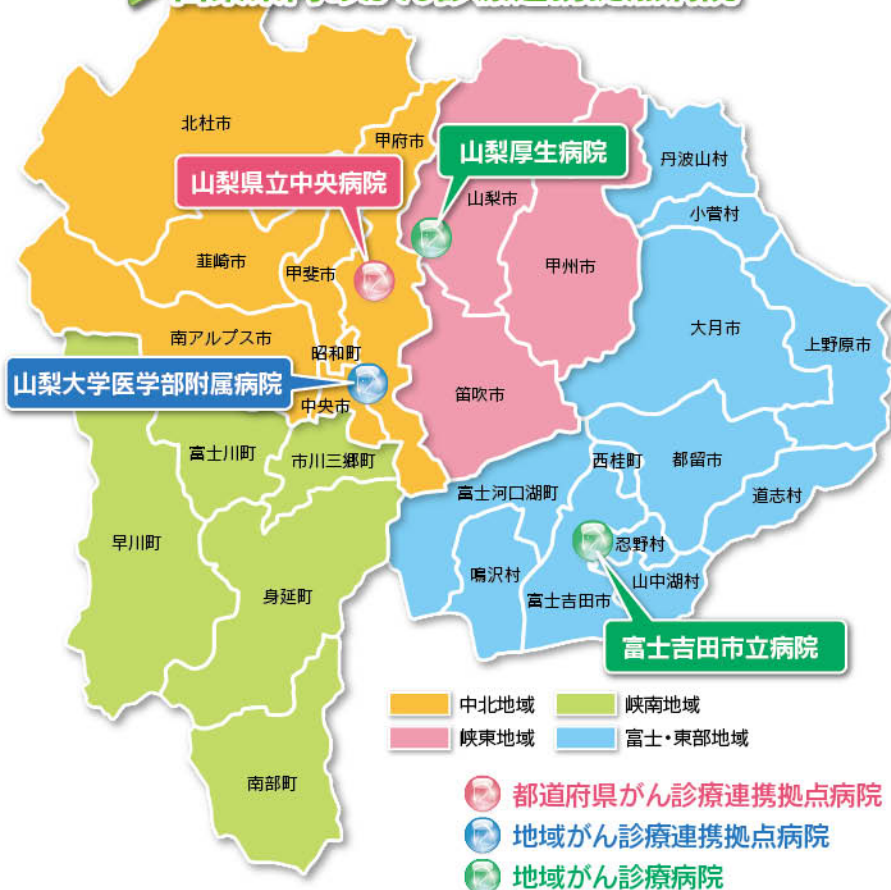 北杜市
甲府市
山梨厚生病院
丹波山村
山梨県立中央病院
山梨市
小菅村
韮崎市
甲斐市
甲州市
南アルプス市
昭和町
大月市
上野原市
山梨大学医学部附属病院
中央市
笛吹市
富士川町
市川三郷町
西桂町
都留市
富士河口湖町
道志村
早川町
忍野村
鳴沢村
山中湖村
身延町
富士吉田市
富士吉田市立病院
中北地域
峡南地域
峡東地域
富士・東部地域
南部町
都道府県がん診療連携拠点病院
地域がん診療連携拠点病院
地域がん診療病院